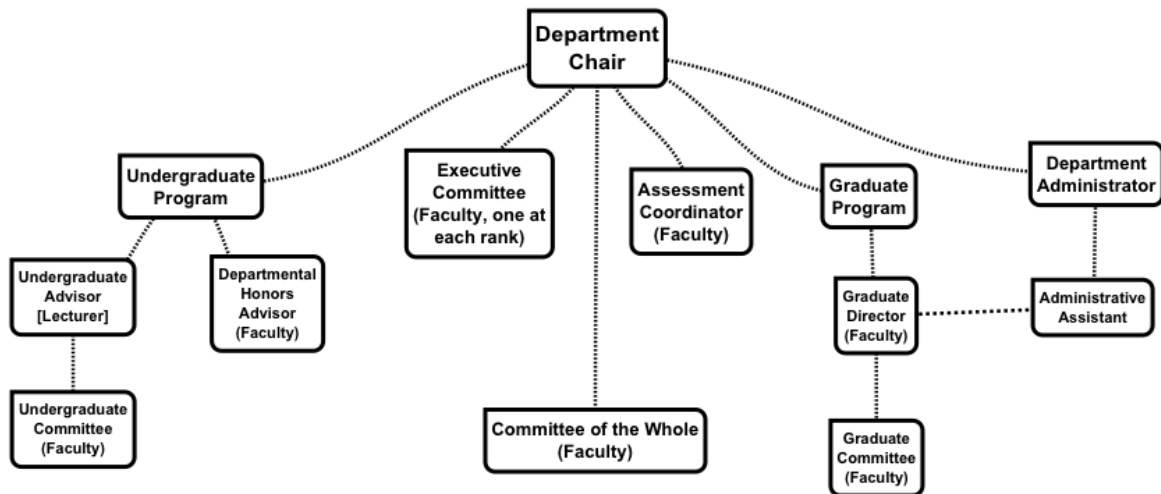 Department
Chair
Undergraduate
Program
Executive
Committee
(Faculty, one at
each rank)
Assessment
Coordinator
(Faculty)
Graduate
Program
Department
Administrator
Undergraduate
Advisor
[Lecturer]
Departmental
Honors
Advisor
(Faculty)
Graduate
Director
(Faculty)
Administrative
Assistant
Undergraduate
Committee
(Faculty)
Committee of the Whole
(Faculty)
Graduate
Committee
(Faculty)